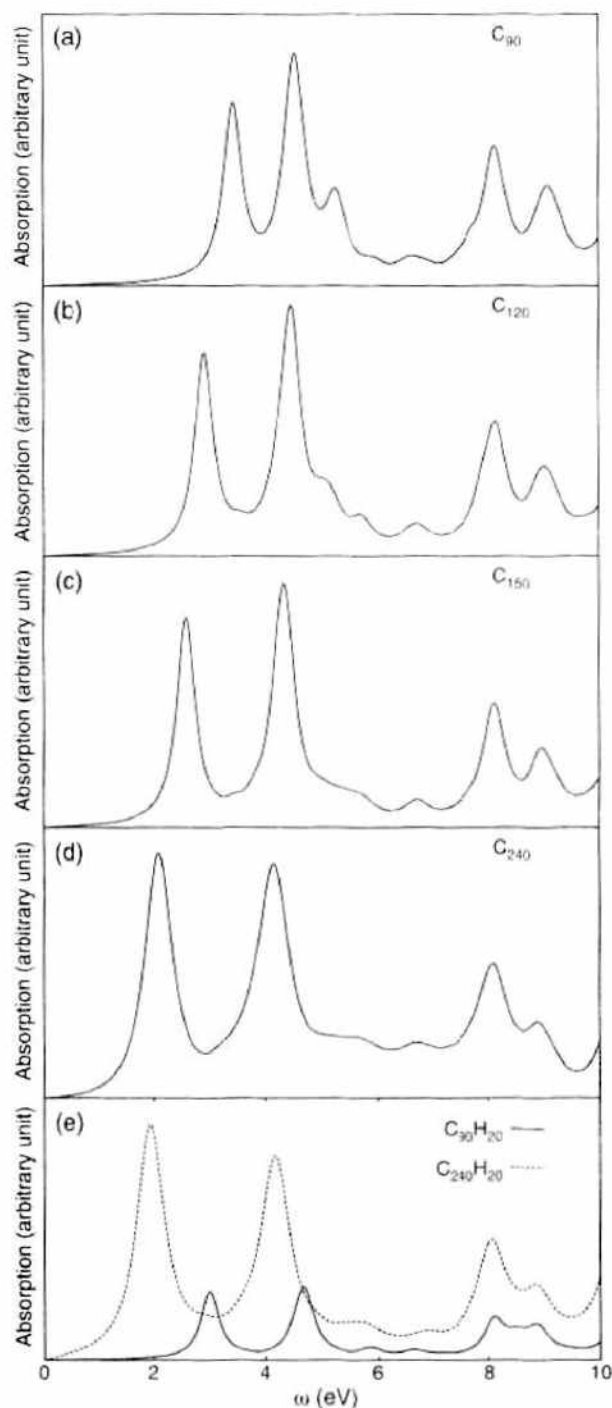 (a)
C90
Absorption (arbitrary unit)
(b)
C120
Absorption (arbitrary unit)
(c)
C150
Absorption (arbitrary unit)
(d)
C240
Absorption (arbitrary unit)
(e)
C90H20
C240H20
Absorption (arbitrary unit)
0 2 4 6 8 10
ω (eV)